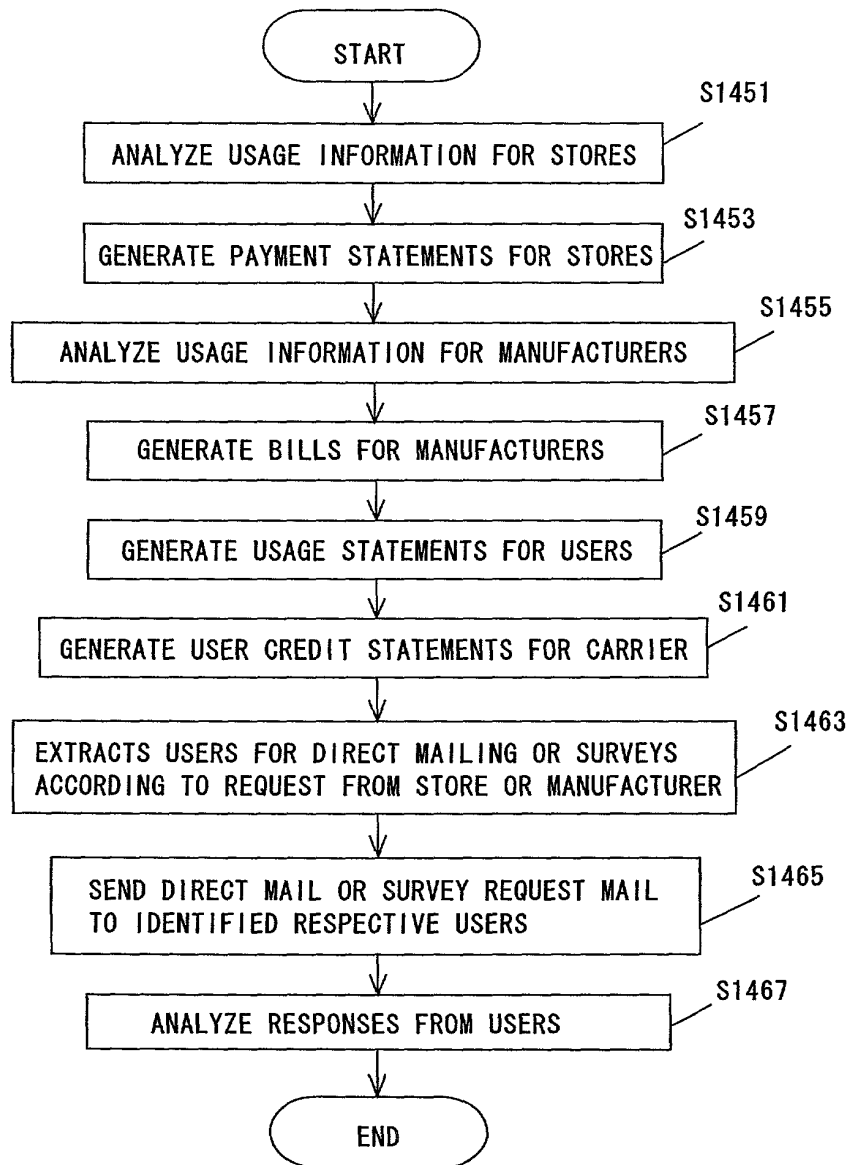 START
S1451
ANALYZE USAGE INFORMATION FOR STORES
S1453
GENERATE PAYMENT STATEMENTS FOR STORES
S1455
ANALYZE USAGE INFORMATION FOR MANUFACTURERS
S1457
GENERATE BILLS FOR MANUFACTURERS
S1459
GENERATE USAGE STATEMENTS FOR USERS
S1461
GENERATE USER CREDIT STATEMENTS FOR CARRIER
S1463
EXTRACTS USERS FOR DIRECT MAILING OR SURVEYS
ACCORDING TO REQUEST FROM STORE OR MANUFACTURER
S1465
SEND DIRECT MAIL OR SURVEY REQUEST MAIL
TO IDENTIFIED RESPECTIVE USERS
S1467
ANALYZE RESPONSES FROM USERS
END